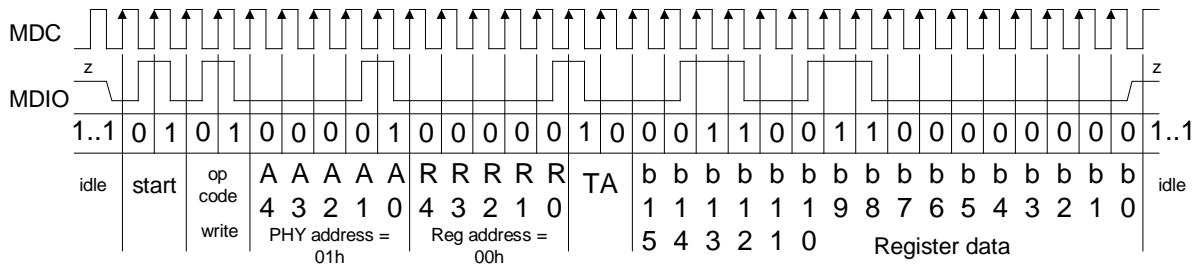 MDC
z z
MDIO
1..1 0 1 0 1 0 0 0 0 1 0 0 0 0 0 1 0 0 0 1 1 0 0 1 1 0 0 0 0 0 0 0 0 1..1
idle start op code write A4 A3 A2 A1 A0 R4 R3 R2 R1 R0 TA b15 b14 b13 b12 b11 b10 b9 b8 b7 b6 b5 b4 b3 b2 b1 b0 idle
PHY address = 01h
Reg address = 00h
Register data